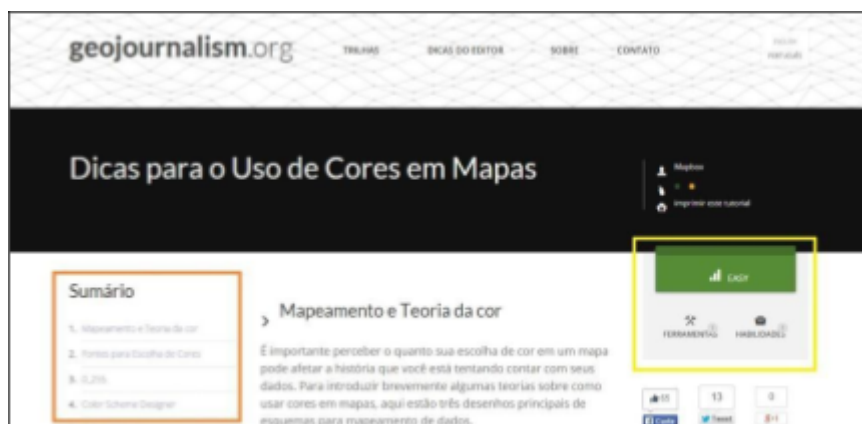 geojournalism.org
TRILHAS DICAS DO EDITOR SOBRE CONTATO
Dicas para o Uso de Cores em Mapas
Mapbox
Imprimir esse tutorial
EASY
FERRAMENTAS HABILIDADES
Sumário
1. Mapeamento e Teoria da cor
2. Fontes para Escolha de Cores
3. 0_255
4. Color Scheme Designer
Mapeamento e Teoria da cor
É importante perceber o quanto sua escolha de cor em um mapa
pode afetar a história que você está tentando contar com seus
dados. Para introduzir brevemente algumas teorias sobre como
usar cores em mapas, aqui estão três desenhos principais de
esquemas para mapeamento de dados.
13 0
Tweet